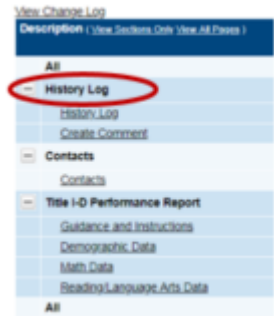 View Change Log
Description ( View Sections Only View All Pages )
All
History Log
History Log
Create Comment
Contacts
Contacts
Title I-D Performance Report
Guidance and Instructions
Demographic Data
Math Data
Reading/Language Arts Data
All